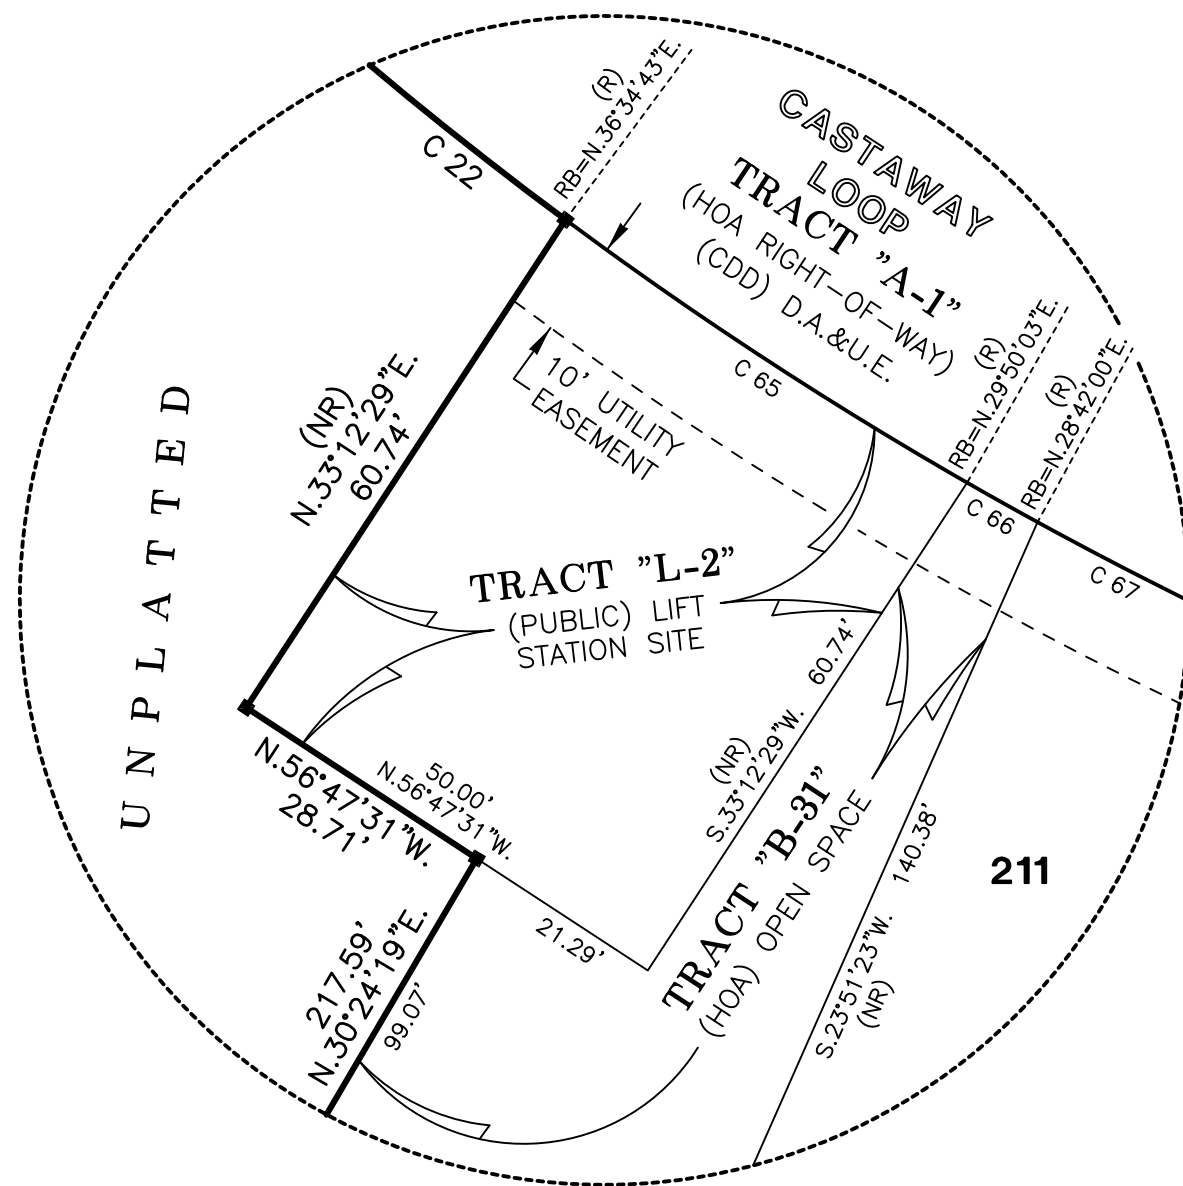 C 22
(R)
RB=N.36°34'43"E.
CASTAWAY
LOOP
TRACT "A-1"
(HOA RIGHT-OF-WAY)
(CDD) D.A.&U.E.
(R)
RB=N.29°50'03"E.
(R)
RB=N.28°42'00"E.
C 65
C 66
C 67
10' UTILITY
EASEMENT
(NR)
N.33°12'29"E.
60.74'
UNPLATTED
TRACT "L-2"
(PUBLIC) LIFT
STATION SITE
60.74'
(NR)
S.33°12'29"W.
50.00'
N.56°47'31"W.
N.56°47'31"W.
28.71'
21.29'
TRACT "B-31"
(HOA) OPEN SPACE
140.38'
S.23°51'23"W.
(NR)
211
217.59'
N.30°24'19"E.
99.07'